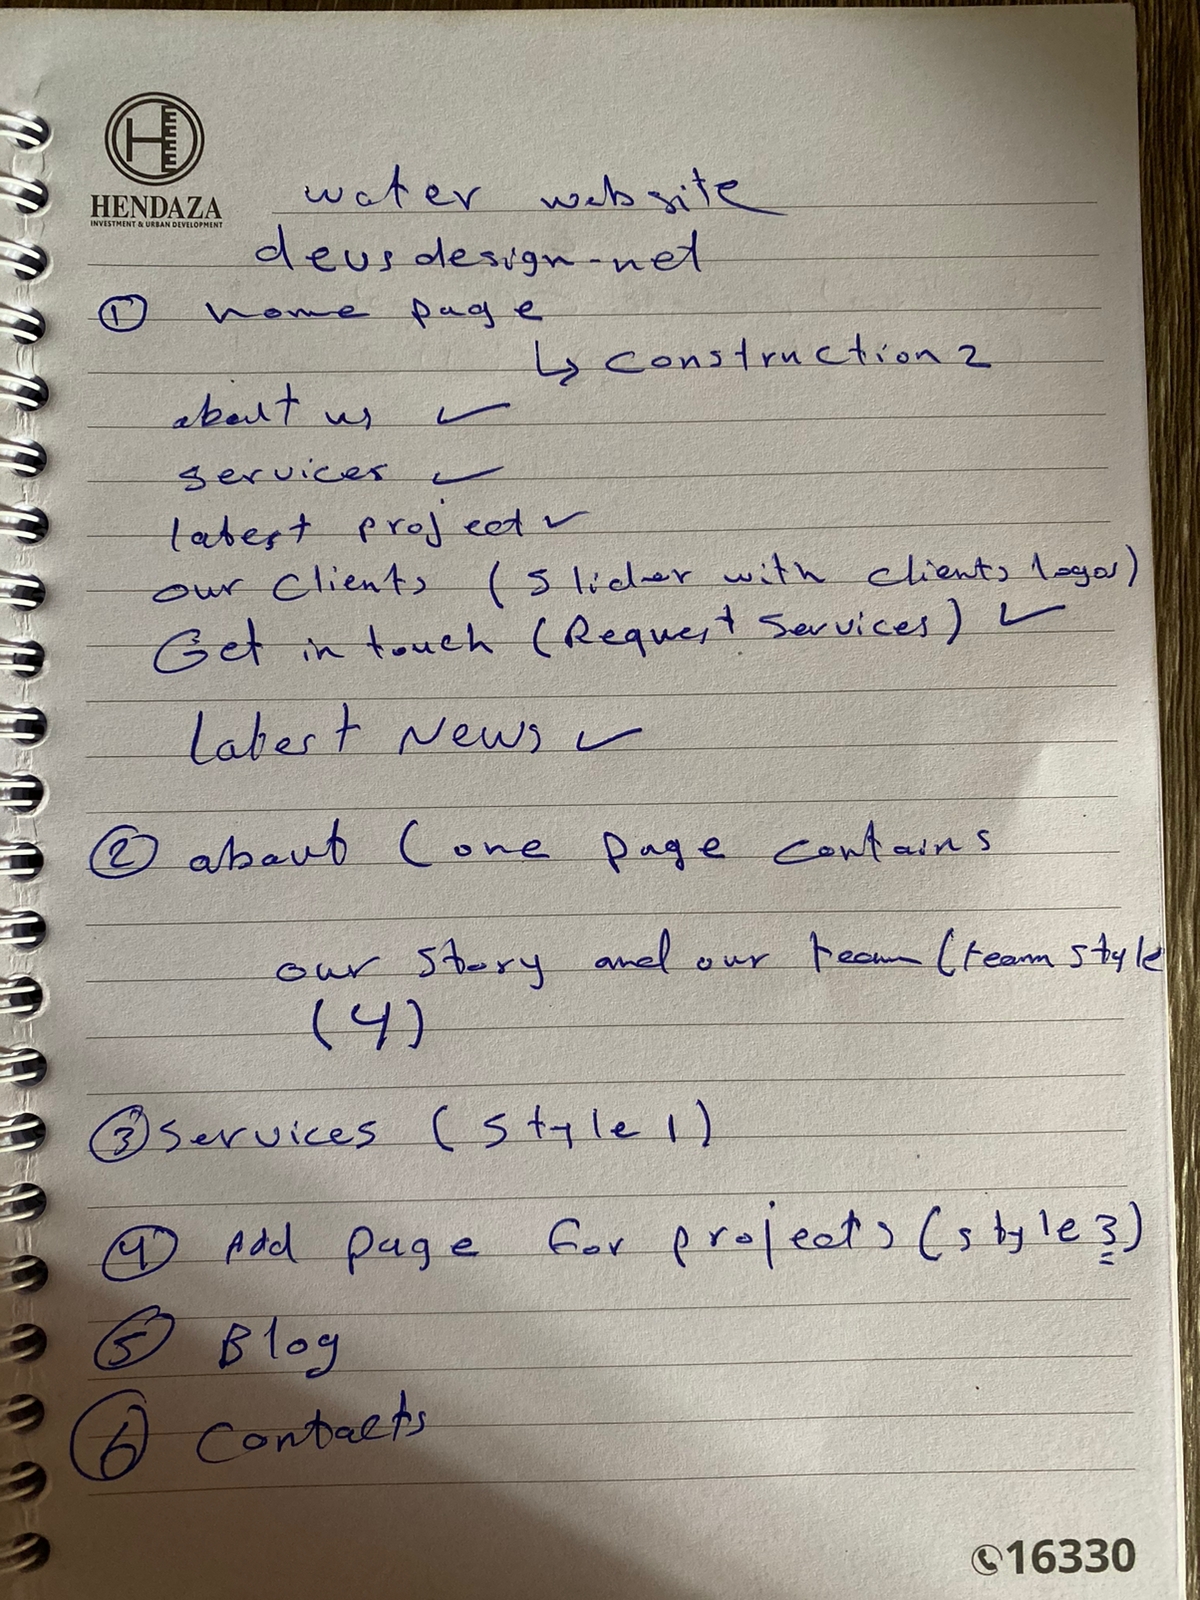 HENDAZA
INVESTMENT & URBAN DEVELOPMENT
water website
deusdesign-net
① home page
↳ construction 2
about us ✓
services ✓
latest project ✓
our clients (Slider with clients logos)
Get in touch (Request Services) ✓
latest News ✓
② about (one page contains
our story and our team (team style
(4)
③ services (style 1)
④ Add page for projects (style 3)
⑤ Blog
⑥ Contacts
16330